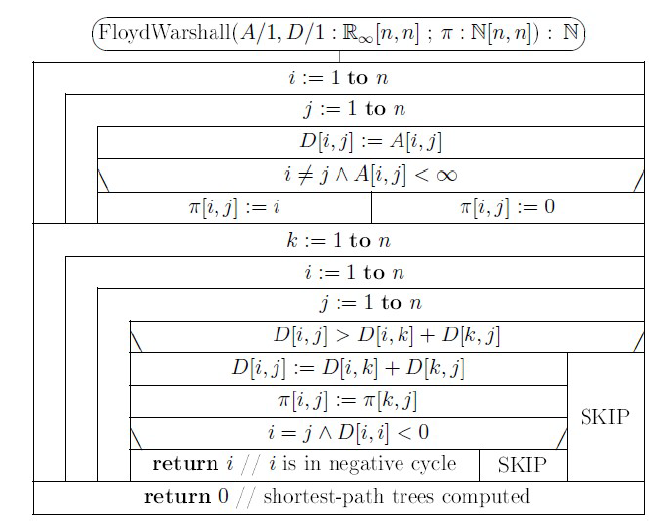 FloydWarshall(A/1, D/1 : ℝ∞[n,n] ; π : ℕ[n,n]) : ℕ
i := 1 to n
j := 1 to n
D[i,j] := A[i,j]
i ≠ j ∧ A[i,j] < ∞
π[i,j] := i
π[i,j] := 0
k := 1 to n
i := 1 to n
j := 1 to n
D[i,j] > D[i,k] + D[k,j]
D[i,j] := D[i,k] + D[k,j]
π[i,j] := π[k,j]
SKIP
i = j ∧ D[i,i] < 0
return i // i is in negative cycle
SKIP
return 0 // shortest-path trees computed